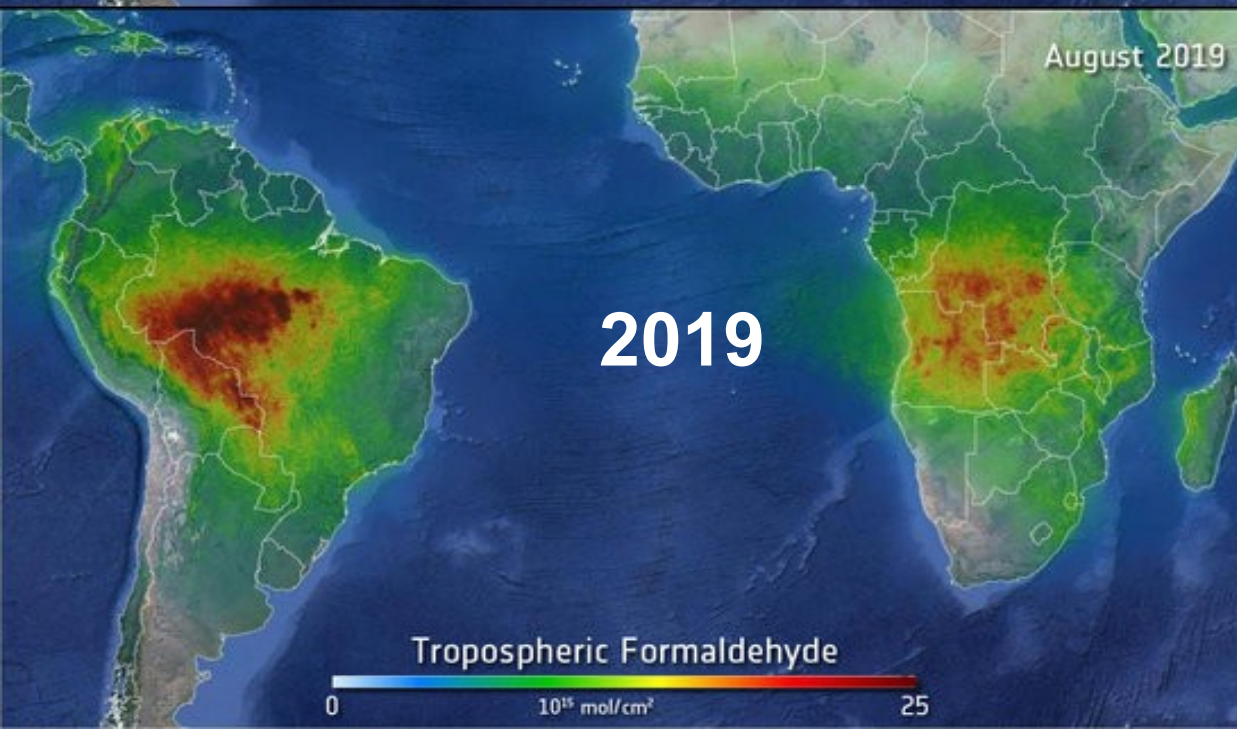 August 2019
2019
Tropospheric Formaldehyde
0
10¹⁵ mol/cm²
25